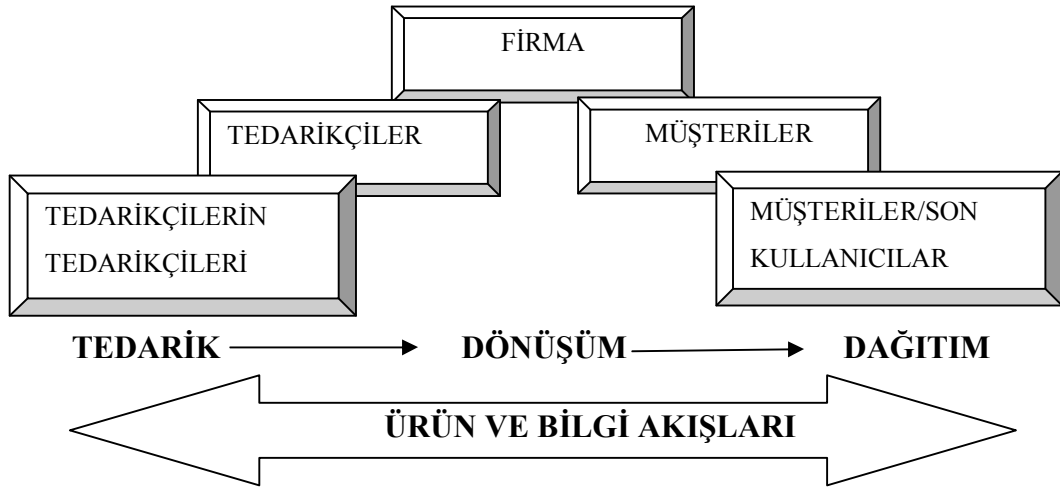 FİRMA
TEDARİKÇİLER
MÜŞTERİLER
TEDARİKÇİLERİN
TEDARİKÇİLERİ
MÜŞTERİLER/SON
KULLANICILAR
TEDARİK DÖNÜŞÜM DAĞITIM
ÜRÜN VE BİLGİ AKIŞLARI